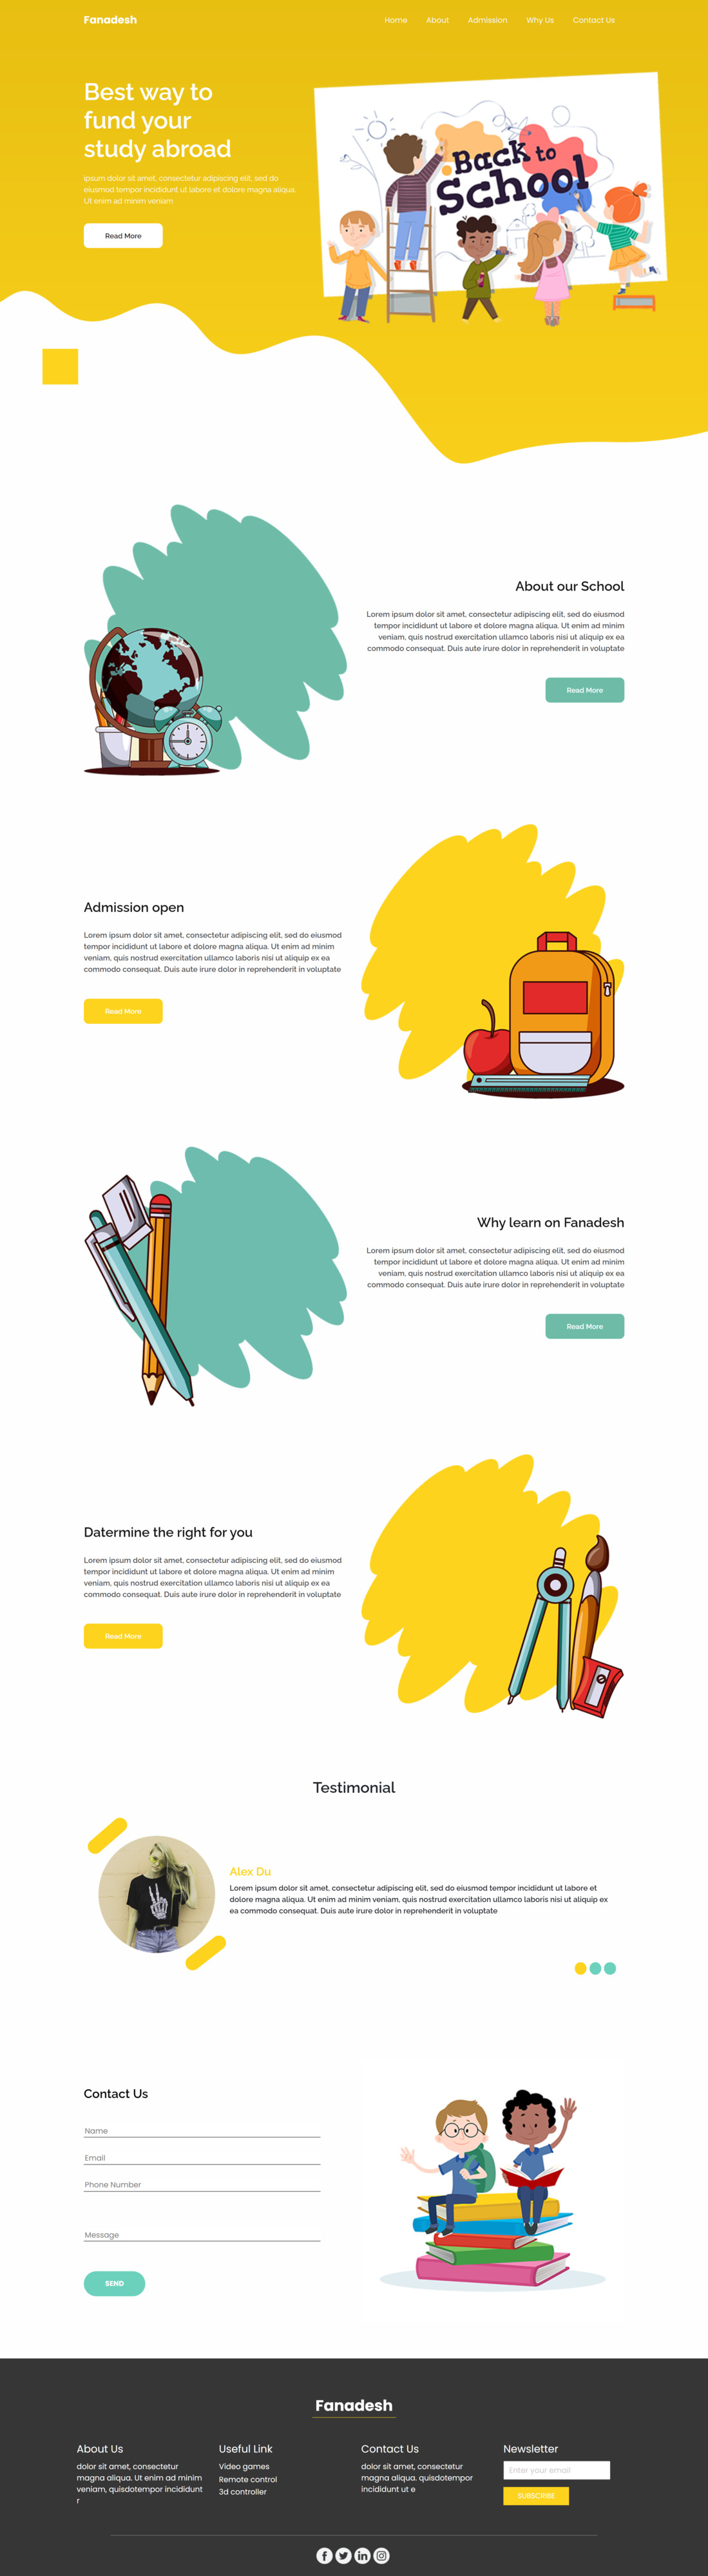 Fanadesh
Home About Admission Why Us Contact Us
Best way to
fund your
study abroad
ipsum dolor sit amet, consectetur adipiscing elit, sed do
eiusmod tempor incididunt ut labore et dolore magna aliqua.
Ut enim ad minim veniam
Read More
Back to
School
About our School
Lorem ipsum dolor sit amet, consectetur adipiscing elit, sed do eiusmod
tempor incididunt ut labore et dolore magna aliqua. Ut enim ad minim
veniam, quis nostrud exercitation ullamco laboris nisi ut aliquip ex ea
commodo consequat. Duis aute irure dolor in reprehenderit in voluptate
Read More
Admission open
Lorem ipsum dolor sit amet, consectetur adipiscing elit, sed do eiusmod
tempor incididunt ut labore et dolore magna aliqua. Ut enim ad minim
veniam, quis nostrud exercitation ullamco laboris nisi ut aliquip ex ea
commodo consequat. Duis aute irure dolor in reprehenderit in voluptate
Read More
Why learn on Fanadesh
Lorem ipsum dolor sit amet, consectetur adipiscing elit, sed do eiusmod
tempor incididunt ut labore et dolore magna aliqua. Ut enim ad minim
veniam, quis nostrud exercitation ullamco laboris nisi ut aliquip ex ea
commodo consequat. Duis aute irure dolor in reprehenderit in voluptate
Read More
Datermine the right for you
Lorem ipsum dolor sit amet, consectetur adipiscing elit, sed do eiusmod
tempor incididunt ut labore et dolore magna aliqua. Ut enim ad minim
veniam, quis nostrud exercitation ullamco laboris nisi ut aliquip ex ea
commodo consequat. Duis aute irure dolor in reprehenderit in voluptate
Read More
Testimonial
Alex Du
Lorem ipsum dolor sit amet, consectetur adipiscing elit, sed do eiusmod tempor incididunt ut labore et
dolore magna aliqua. Ut enim ad minim veniam, quis nostrud exercitation ullamco laboris nisi ut aliquip ex
ea commodo consequat. Duis aute irure dolor in reprehenderit in voluptate
Contact Us
Name
Email
Phone Number
Message
SEND
Fanadesh
About Us
dolor sit amet, consectetur
magna aliqua. Ut enim ad minim
veniam, quisdotempor incididunt
r
Useful Link
Video games
Remote control
3d controller
Contact Us
dolor sit amet, consectetur
magna aliqua. quisdotempor
incididunt ut e
Newsletter
Enter your email
SUBSCRIBE